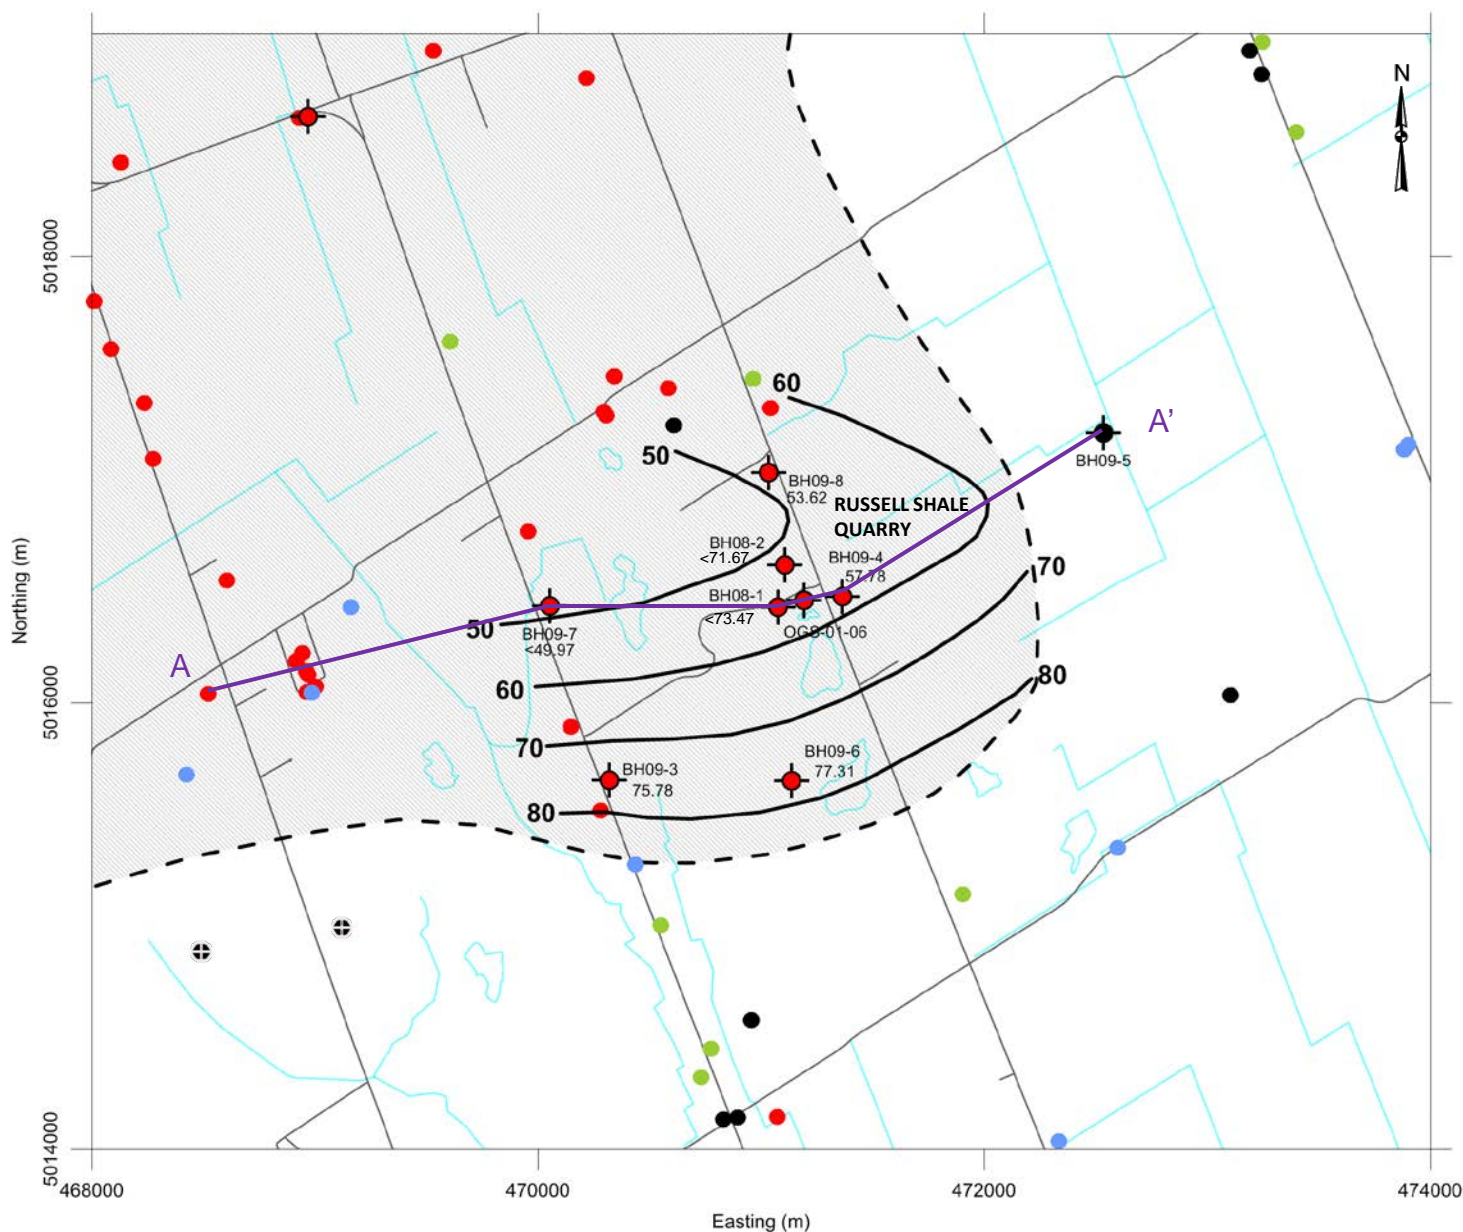 N
5018000
60
A'
50
BH09-5
BH09-8
53.62
RUSSELL SHALE
QUARRY
BH08-2
<71.67
BH09-4
57.78
70
BH08-1
<73.47
50
BH09-7
<49.97
OGS-01-06
A
80
60
5016000
70
BH09-3
75.78
BH09-6
77.31
80
Northing (m)
5014000
468000
470000
472000
474000
Easting (m)